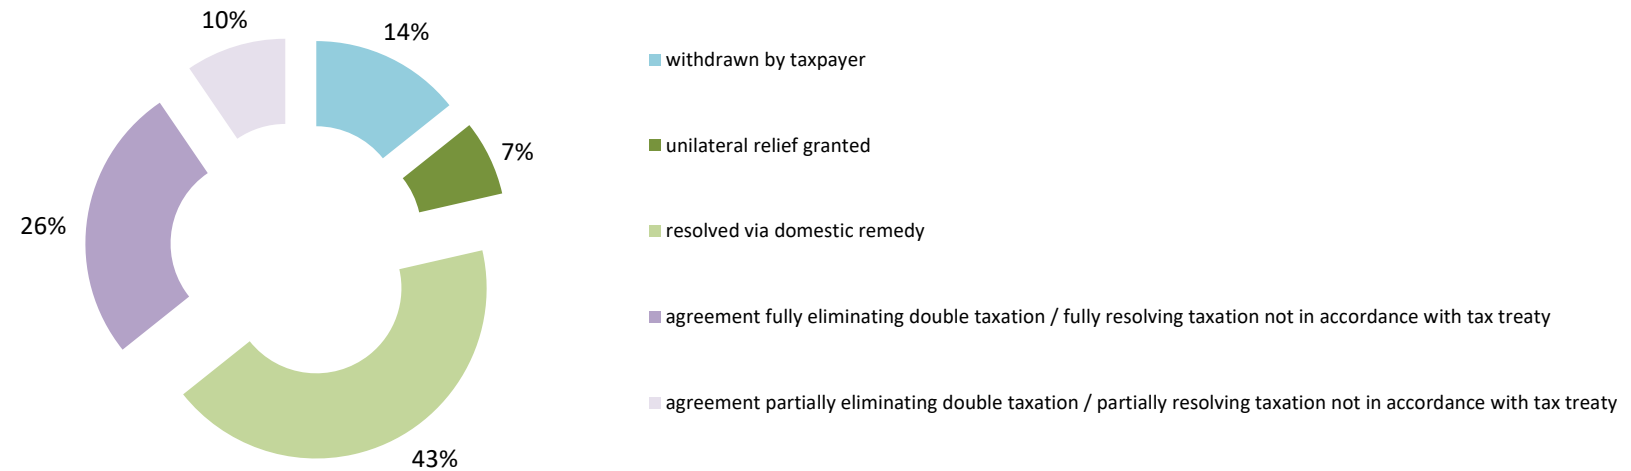 10%
14%
7%
26%
43%
withdrawn by taxpayer
unilateral relief granted
resolved via domestic remedy
agreement fully eliminating double taxation / fully resolving taxation not in accordance with tax treaty
agreement partially eliminating double taxation / partially resolving taxation not in accordance with tax treaty